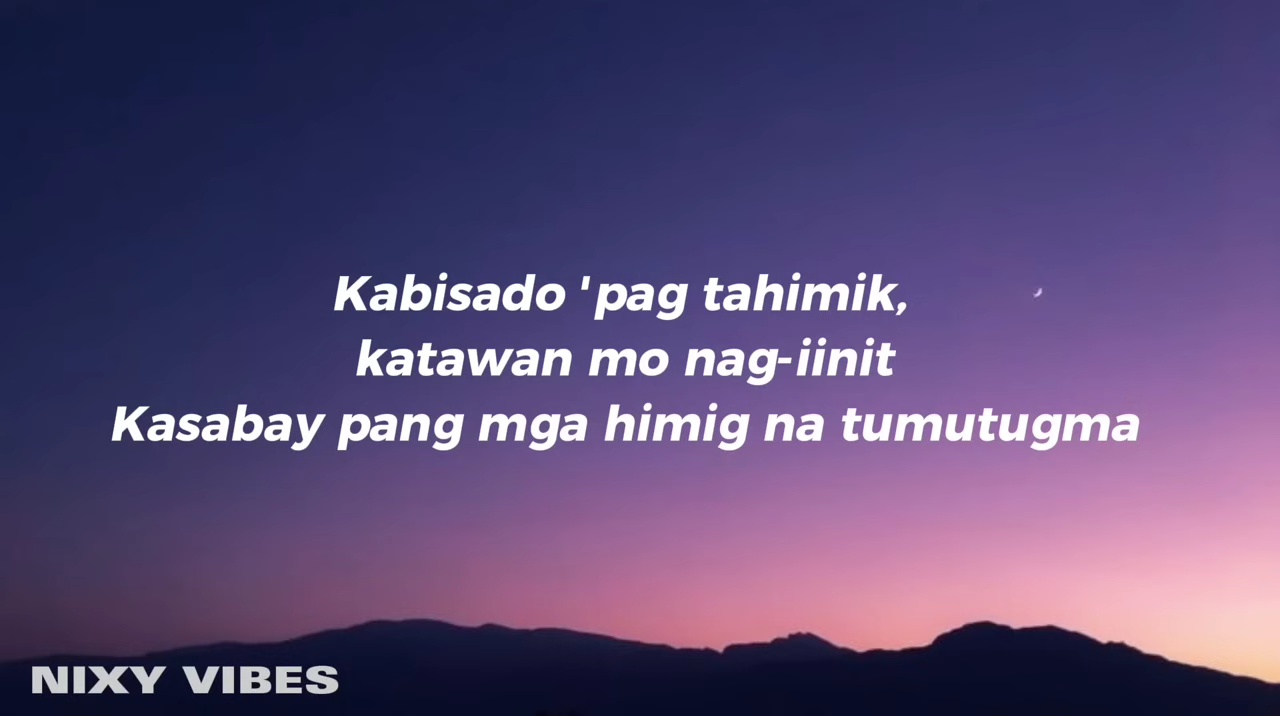 Kabisado 'pag tahimik,
katawan mo nag-iinit
Kasabay pang mga himig na tumutugma
NIXY VIBES